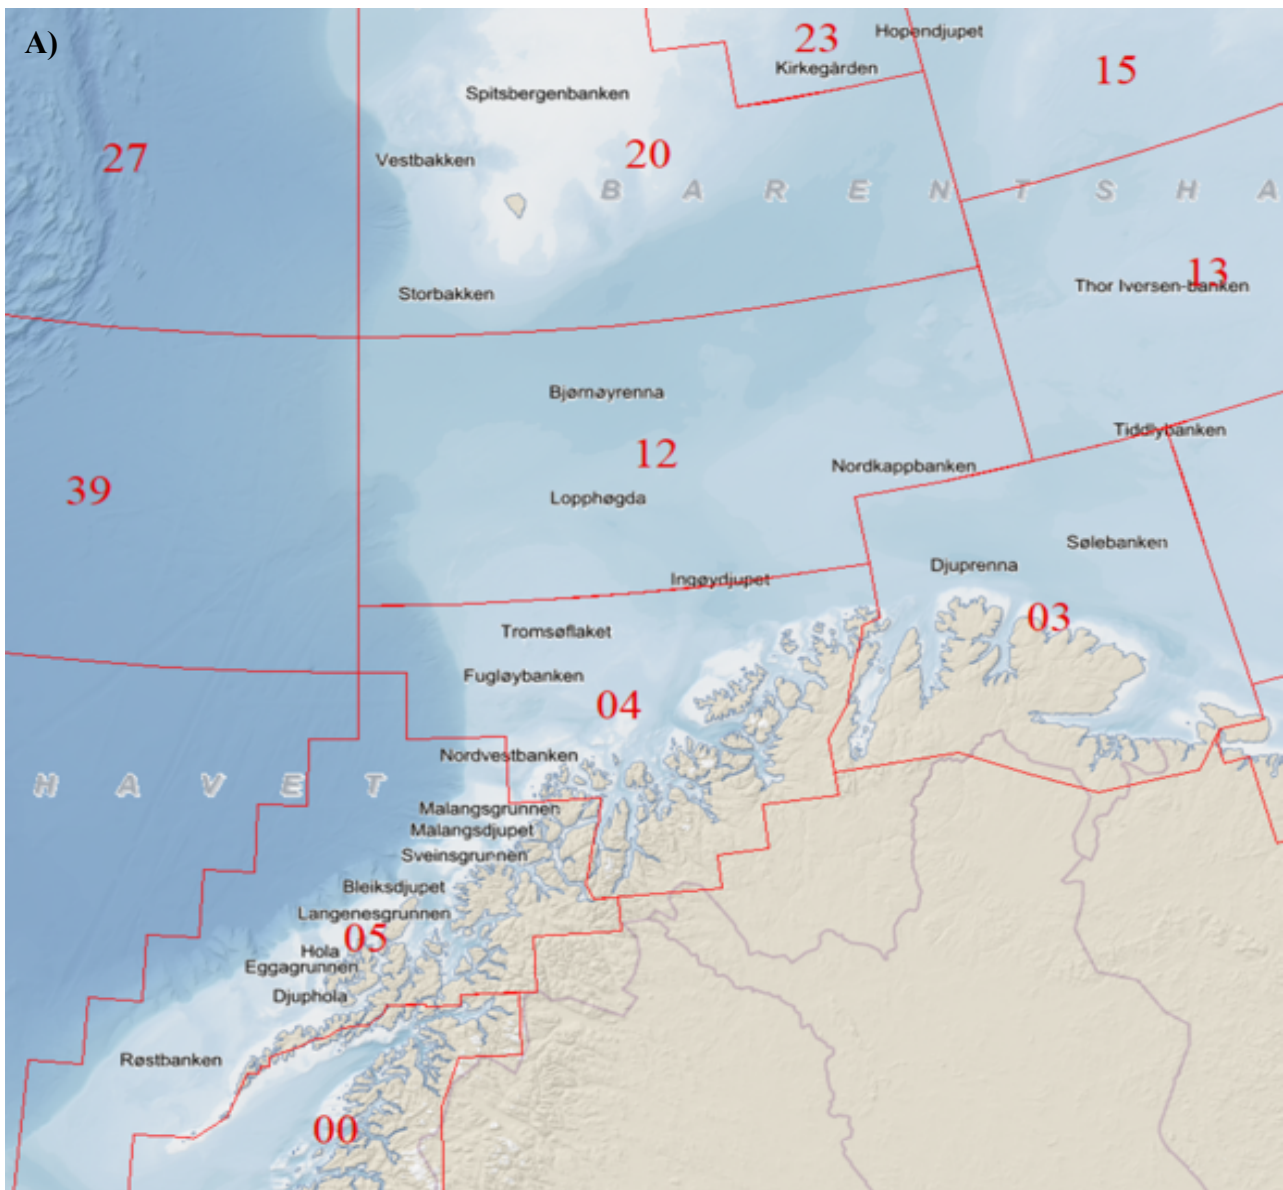 A)
23
Hopendjupet
Kirkegården
15
Spitsbergenbanken
27
Vestbakken
20
B A R E N T S H A
Storbakken
13
Thor Iversen-banken
Bjørnøyrenna
Tiddlybanken
12
Nordkappbanken
39
Lopphøgda
Sølebanken
Ingøydjupet
Djuprenna
03
Tromsøflaket
Fugløybanken
04
Nordvestbanken
H A V E T
Malangsgrunnen
Malangsdjupet
Sveinsgrunnen
Bleiksdjupet
Langenesgrunnen
05
Hola
Eggagrunnen
Djuphola
Røstbanken
00